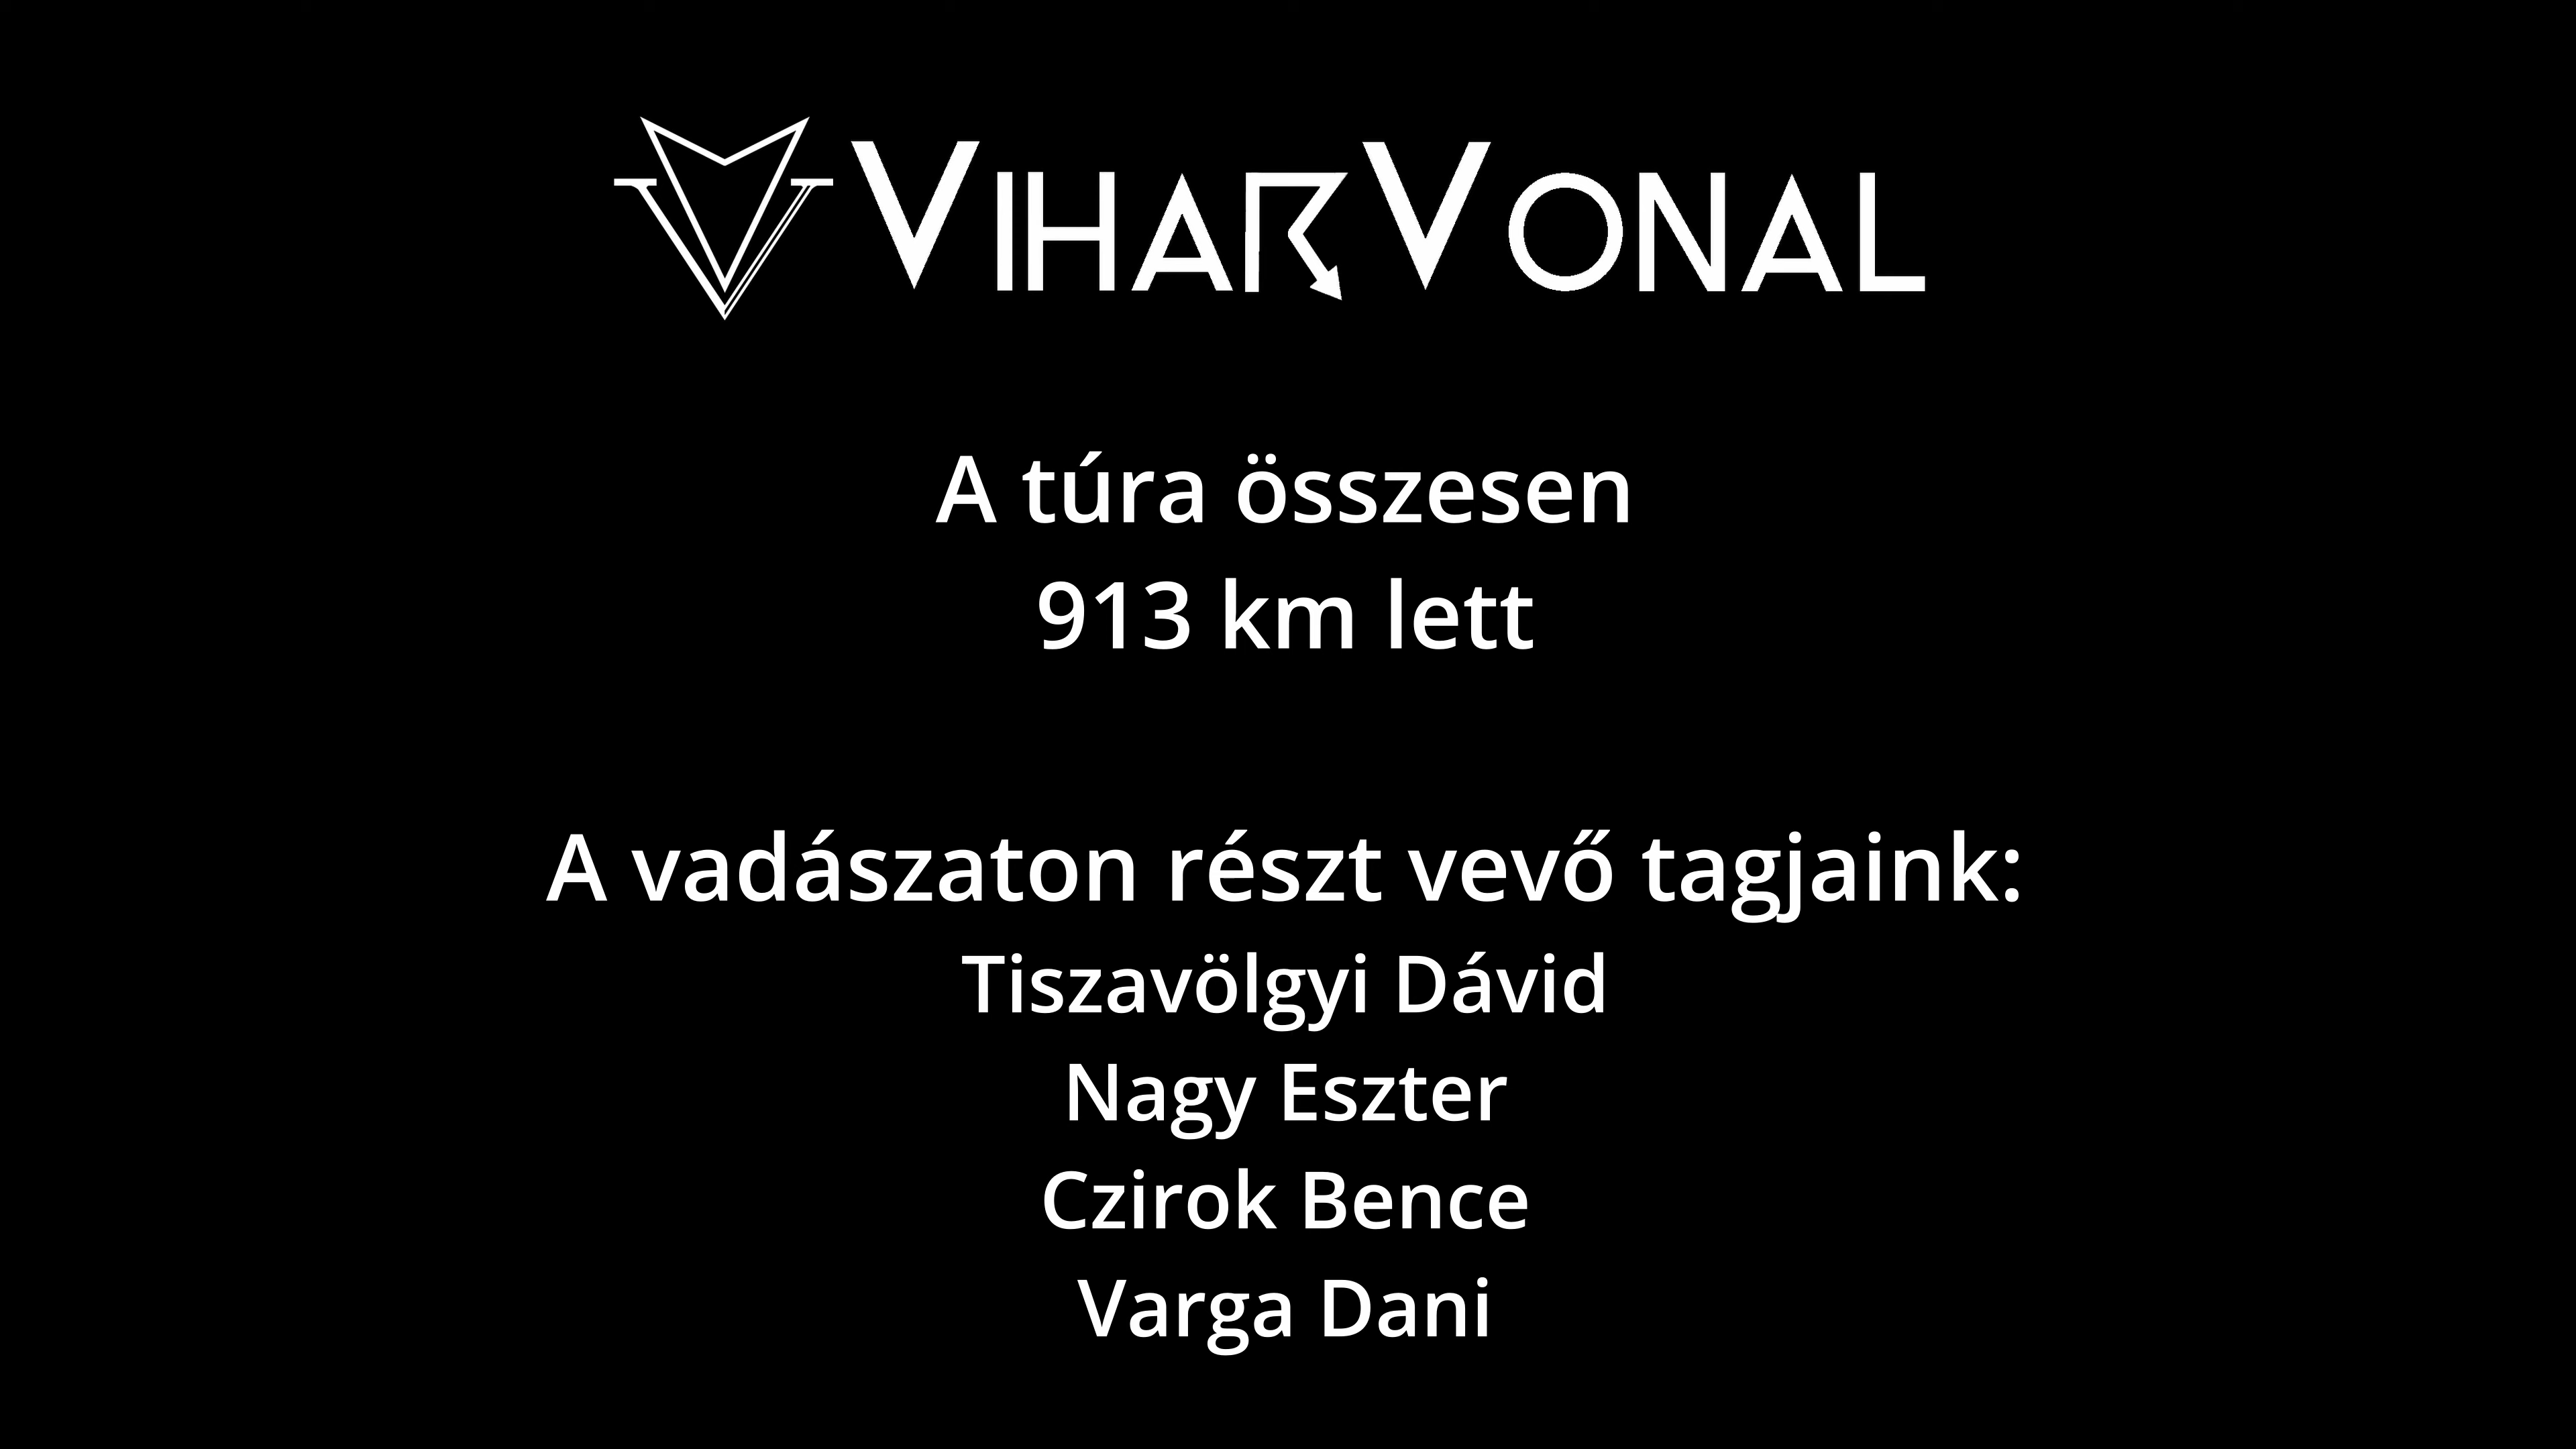 VIHARVONAL
A túra összesen
913 km lett
A vadászaton részt vevő tagjaink:
Tiszavölgyi Dávid
Nagy Eszter
Czirok Bence
Varga Dani